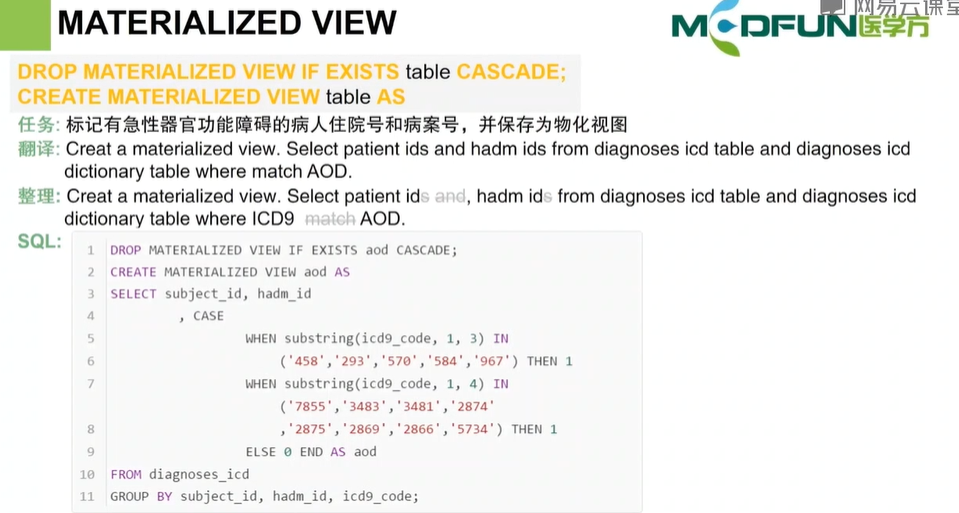 MATERIALIZED VIEW
网易云课堂
MEDFUN医学方
DROP MATERIALIZED VIEW IF EXISTS table CASCADE;
CREATE MATERIALIZED VIEW table AS
任务: 标记有急性器官功能障碍的病人住院号和病案号，并保存为物化视图
翻译: Creat a materialized view. Select patient ids and hadm ids from diagnoses icd table and diagnoses icd
dictionary table where match AOD.
整理: Creat a materialized view. Select patient ids and, hadm ids from diagnoses icd table and diagnoses icd
dictionary table where ICD9 match AOD.
SQL:
1 DROP MATERIALIZED VIEW IF EXISTS aod CASCADE;
2 CREATE MATERIALIZED VIEW aod AS
3 SELECT subject_id, hadm_id
4 , CASE
5 WHEN substring(icd9_code, 1, 3) IN
6 ('458','293','570','584','967') THEN 1
7 WHEN substring(icd9_code, 1, 4) IN
('7855','3483','3481','2874'
8 ,'2875','2869','2866','5734') THEN 1
9 ELSE 0 END AS aod
10 FROM diagnoses_icd
11 GROUP BY subject_id, hadm_id, icd9_code;